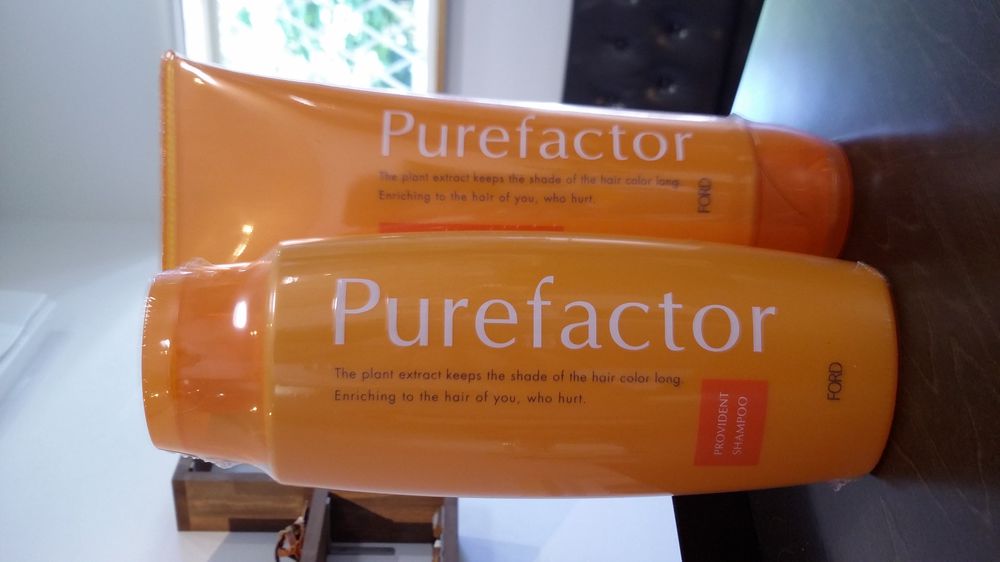 Purefactor
The plant extract keeps the shade of the hair color long.
Enriching to the hair of you, who hurt.
FORD
Purefactor
The plant extract keeps the shade of the hair color long.
Enriching to the hair of you, who hurt.
PROVIDENT
SHAMPOO
FORD